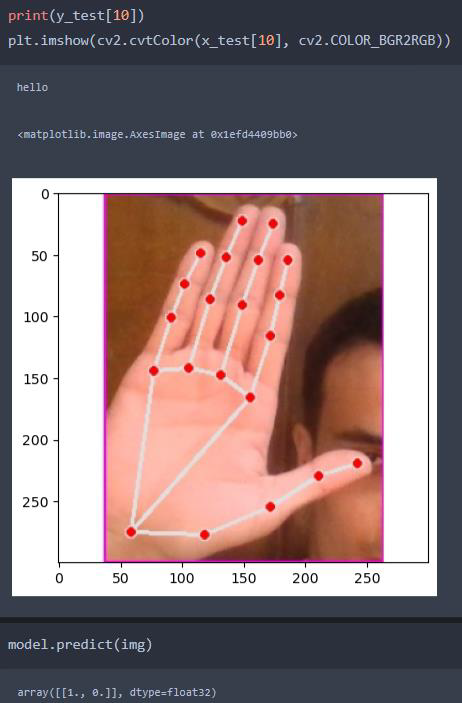 print(y_test[10])
plt.imshow(cv2.cvtColor(x_test[10], cv2.COLOR_BGR2RGB))
hello
<matplotlib.image.AxesImage at 0x1efd4409bb0>
0
50
100
150
200
250
0 50 100 150 200 250
model.predict(img)
array([[1., 0.]], dtype=float32)